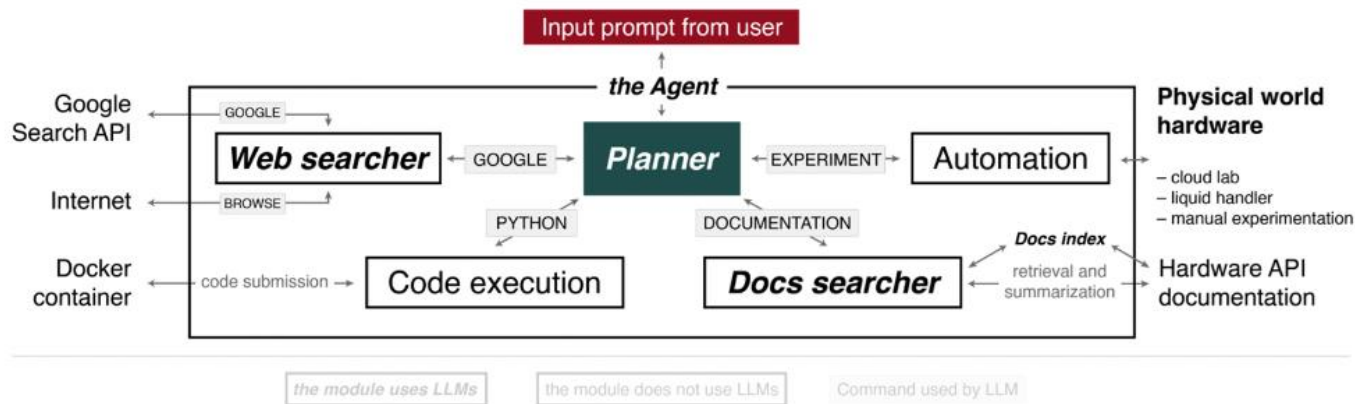 Input prompt from user
the Agent
Google
Search API
GOOGLE
Web searcher
GOOGLE
Planner
EXPERIMENT
Automation
Physical world
hardware
– cloud lab
– liquid handler
– manual experimentation
Internet
BROWSE
PYTHON
DOCUMENTATION
Docker
container
code submission
Code execution
Docs searcher
Docs index
retrieval and
summarization
Hardware API
documentation
the module uses LLMs
the module does not use LLMs
Command used by LLM